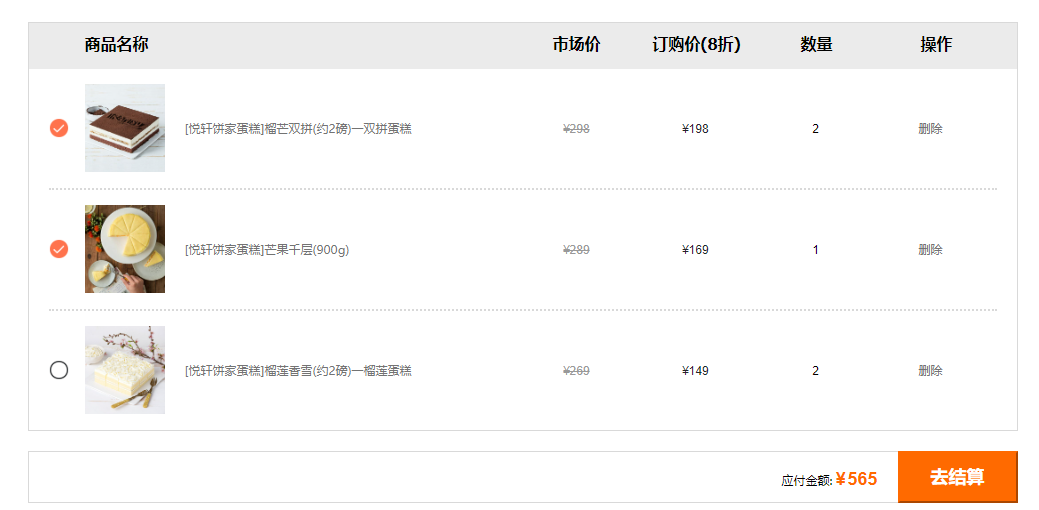 商品名称 市场价 订购价(8折) 数量 操作
[悦轩饼家蛋糕]榴芒双拼(约2磅)一双拼蛋糕 ¥298 ¥198 2 删除
[悦轩饼家蛋糕]芒果千层(900g) ¥289 ¥169 1 删除
[悦轩饼家蛋糕]榴莲香雪(约2磅)一榴莲蛋糕 ¥269 ¥149 2 删除
应付金额: ¥565 去结算